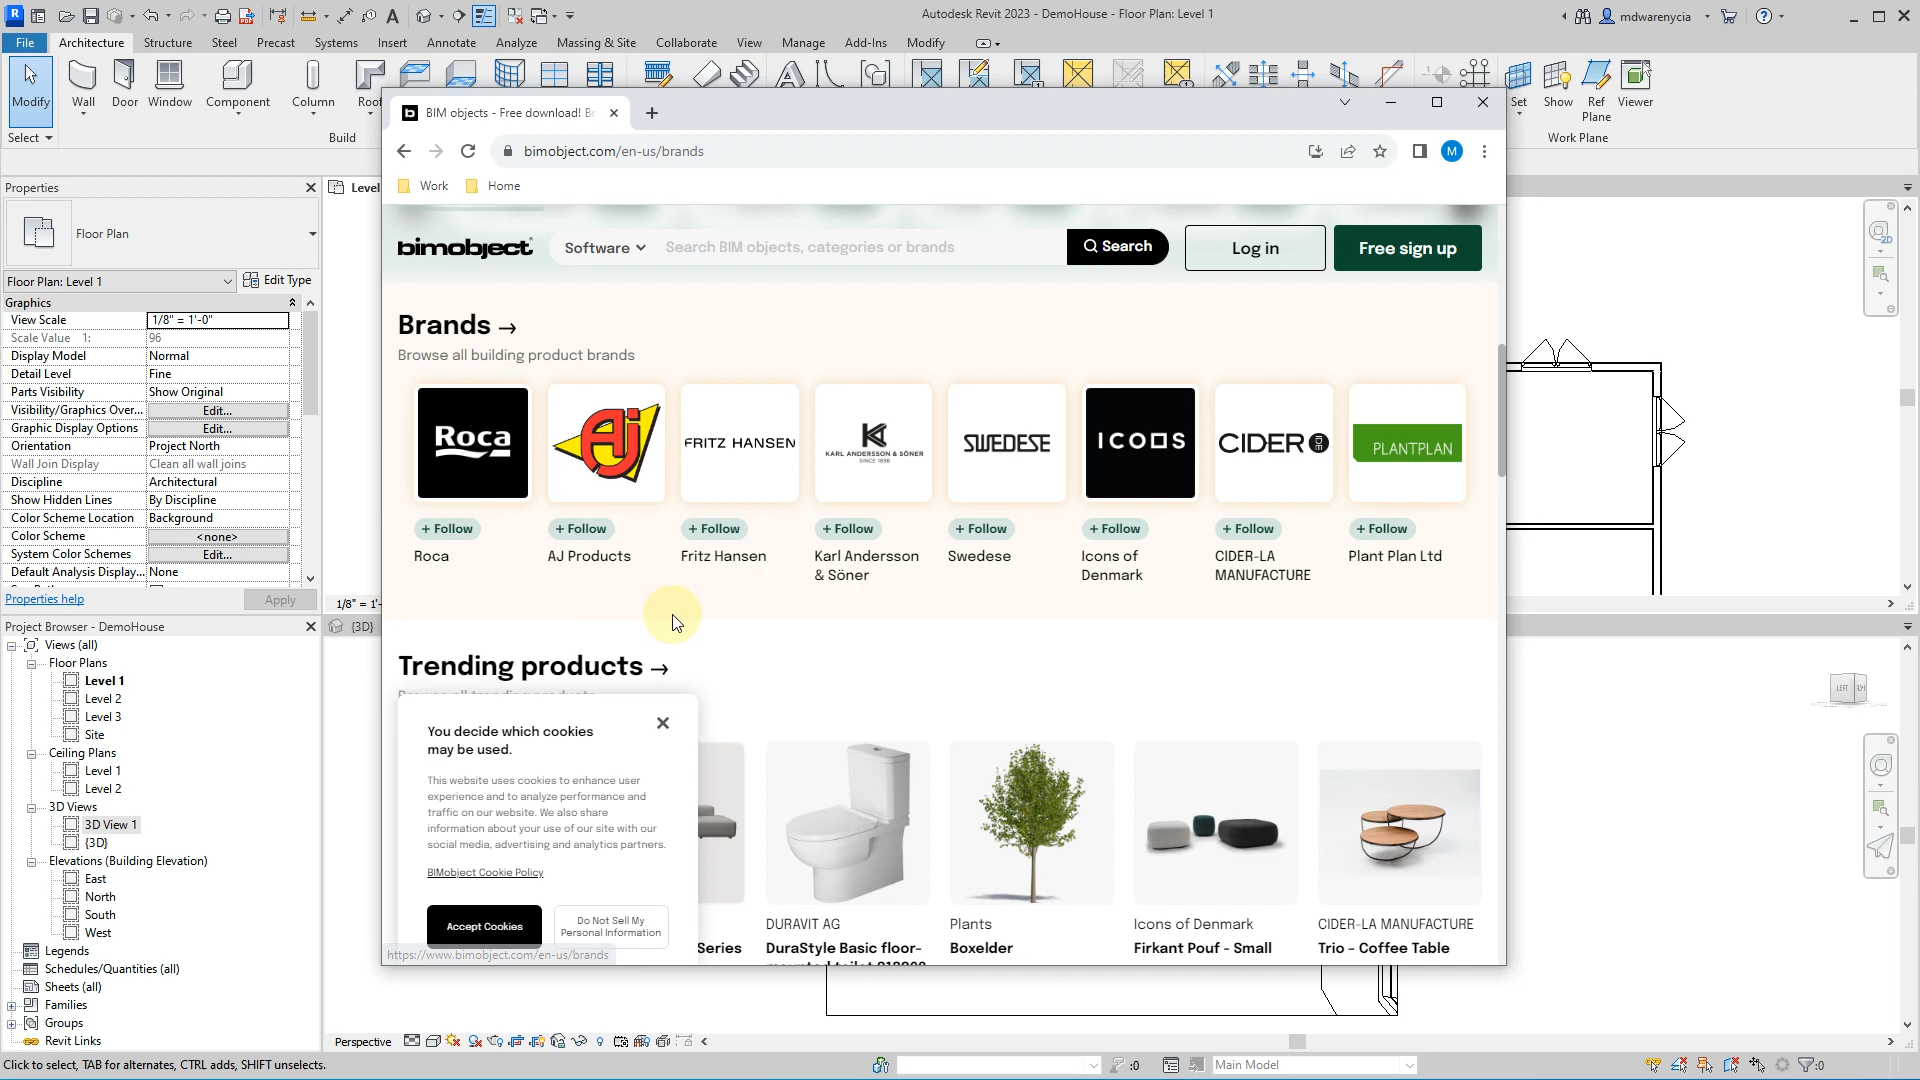 Autodesk Revit 2023 - DemoHouse - Floor Plan: Level 1
mdwarenycia
File
Architecture
Structure
Steel
Precast
Systems
Insert
Annotate
Analyze
Massing & Site
Collaborate
View
Manage
Add-Ins
Modify
Modify
Wall
Door
Window
Component
Column
Roof
Set
Show
Ref
Plane
Viewer
Select
Build
Work Plane
BIM objects - Free download! Br
bimobject.com/en-us/brands
M
Work
Home
bimobject
Software
Search BIM objects, categories or brands
Search
Log in
Free sign up
Brands →
Browse all building product brands
Roca
Aj
FRITZ HANSEN
KARL ANDERSSON & SÖNER
SINCE 1898
SWEDESE
ICONS
CIDER
PLANTPLAN
+ Follow
+ Follow
+ Follow
+ Follow
+ Follow
+ Follow
+ Follow
+ Follow
Roca
AJ Products
Fritz Hansen
Karl Andersson
& Söner
Swedese
Icons of
Denmark
CIDER-LA
MANUFACTURE
Plant Plan Ltd
Trending products →
Browse all trending products
You decide which cookies
may be used.
This website uses cookies to enhance user
experience and to analyze performance and
traffic on our website. We also share
information about your use of our site with our
social media, advertising and analytics partners.
BIMobject Cookie Policy
Accept Cookies
Do Not Sell My
Personal Information
https://www.bimobject.com/en-us/brands
Series
DURAVIT AG
DuraStyle Basic floor-
mounted toilet
Plants
Boxelder
Icons of Denmark
Firkant Pouf - Small
CIDER-LA MANUFACTURE
Trio - Coffee Table
Properties
Floor Plan
Floor Plan: Level 1
Edit Type
Graphics
View Scale
1/8" = 1'-0"
Scale Value 1:
96
Display Model
Normal
Detail Level
Fine
Parts Visibility
Show Original
Visibility/Graphics Over...
Edit...
Graphic Display Options
Edit...
Orientation
Project North
Wall Join Display
Clean all wall joins
Discipline
Architectural
Show Hidden Lines
By Discipline
Color Scheme Location
Background
Color Scheme
<none>
System Color Schemes
Edit...
Default Analysis Display...
None
Properties help
Apply
Level
1/8" = 1'-
{3D}
Project Browser - DemoHouse
Views (all)
Floor Plans
Level 1
Level 2
Level 3
Site
Ceiling Plans
Level 1
Level 2
3D Views
3D View 1
{3D}
Elevations (Building Elevation)
East
North
South
West
Legends
Schedules/Quantities (all)
Sheets (all)
Families
Groups
Revit Links
2D
LEFT
Perspective
Click to select, TAB for alternates, CTRL adds, SHIFT unselects.
:0
Main Model
:0